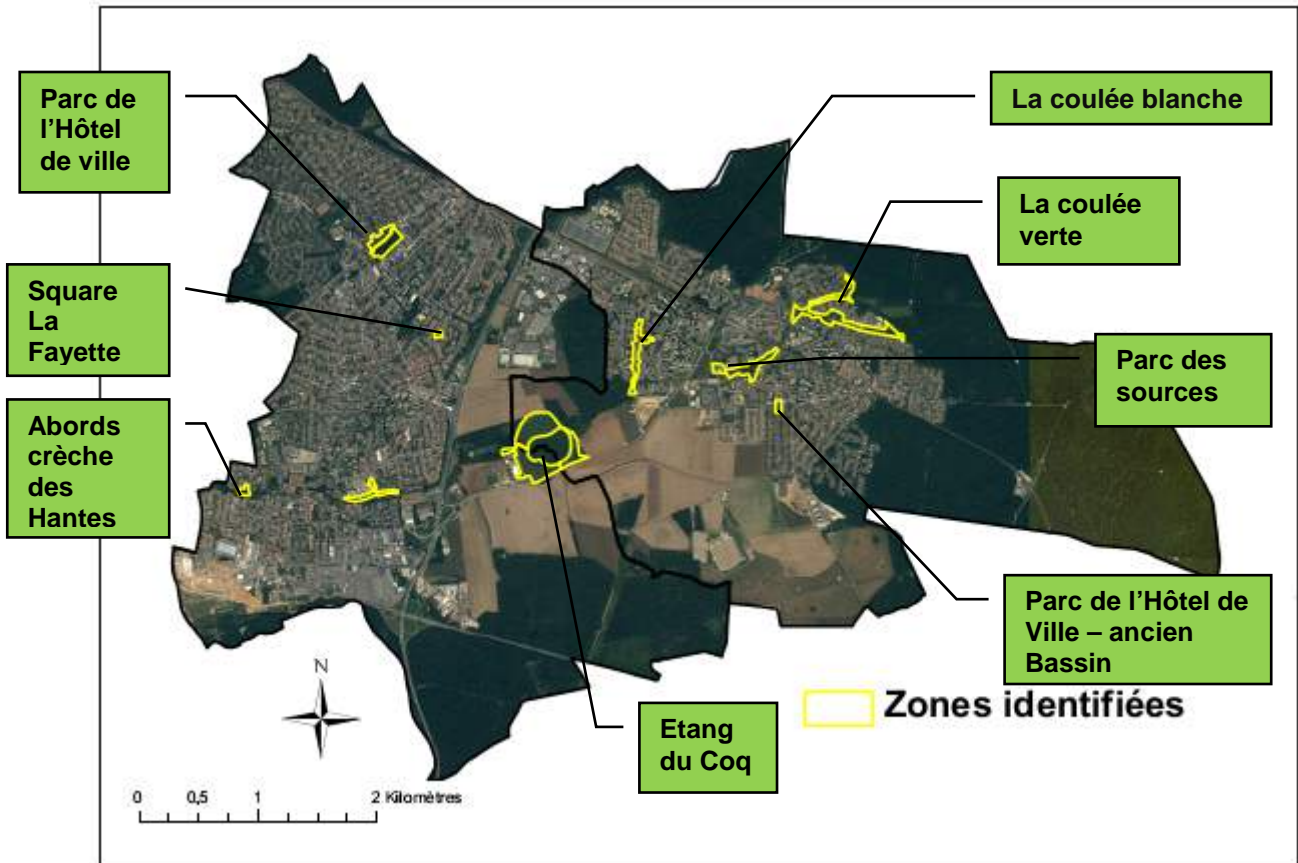 Parc de
l’Hôtel
de ville
La coulée blanche
La coulée
verte
Square
La
Fayette
Parc des
sources
Abords
crèche
des
Hantes
Parc de l’Hôtel de
Ville – ancien
Bassin
N
Zones identifiées
Etang
du Coq
0 0,5 1 2 Kilomètres